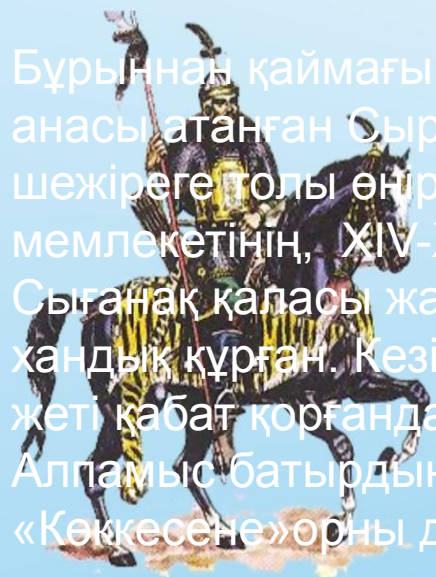 Бұрыннан қаймағы
анасы атанған Сыр
шежіреге толы өңір
мемлекетінің, XIV-
Сығанақ қаласы жа
хандық құрған. Кезі
жеті қабат қорғанда
Алпамыс батырдың
«Көккесене»орны д